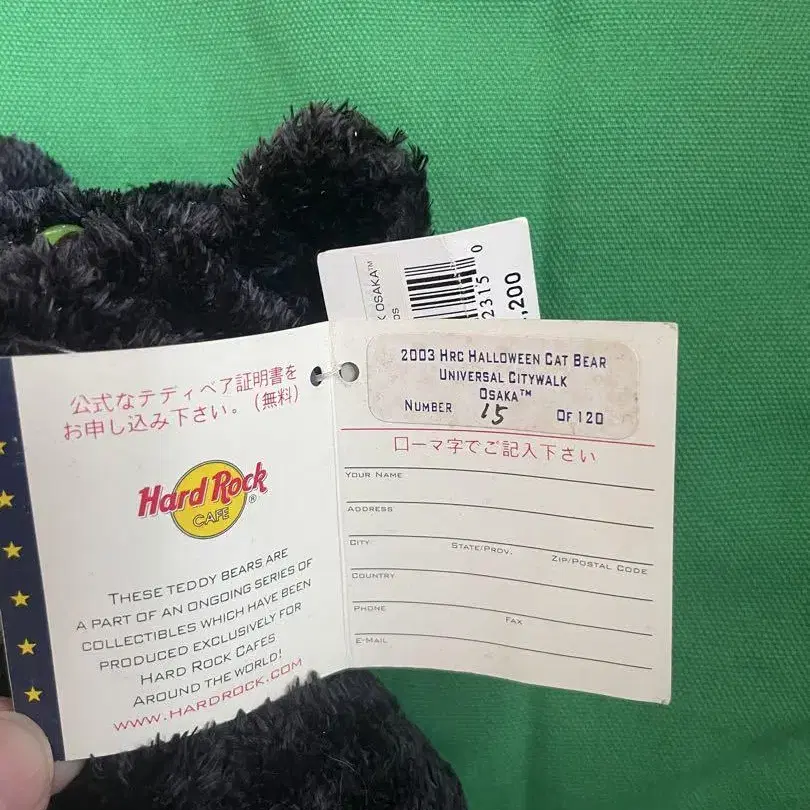 公式なテディベア証明書を
お申し込み下さい。(無料)
Hard Rock
CAFE
®
THESE TEDDY BEARS ARE
A PART OF AN ONGOING SERIES OF
COLLECTIBLES WHICH HAVE BEEN
PRODUCED EXCLUSIVELY FOR
HARD ROCK CAFES
AROUND THE WORLD!
WWW.HARDROCK.COM
OSAKA™
2315 0
,200
2003 HRC HALLOWEEN CAT BEAR
UNIVERSAL CITYWALK
OSAKA™
NUMBER 15 OF 120
ローマ字でご記入下さい
YOUR NAME
ADDRESS
CITY STATE/PROV. ZIP/POSTAL CODE
COUNTRY
PHONE FAX
E-MAIL